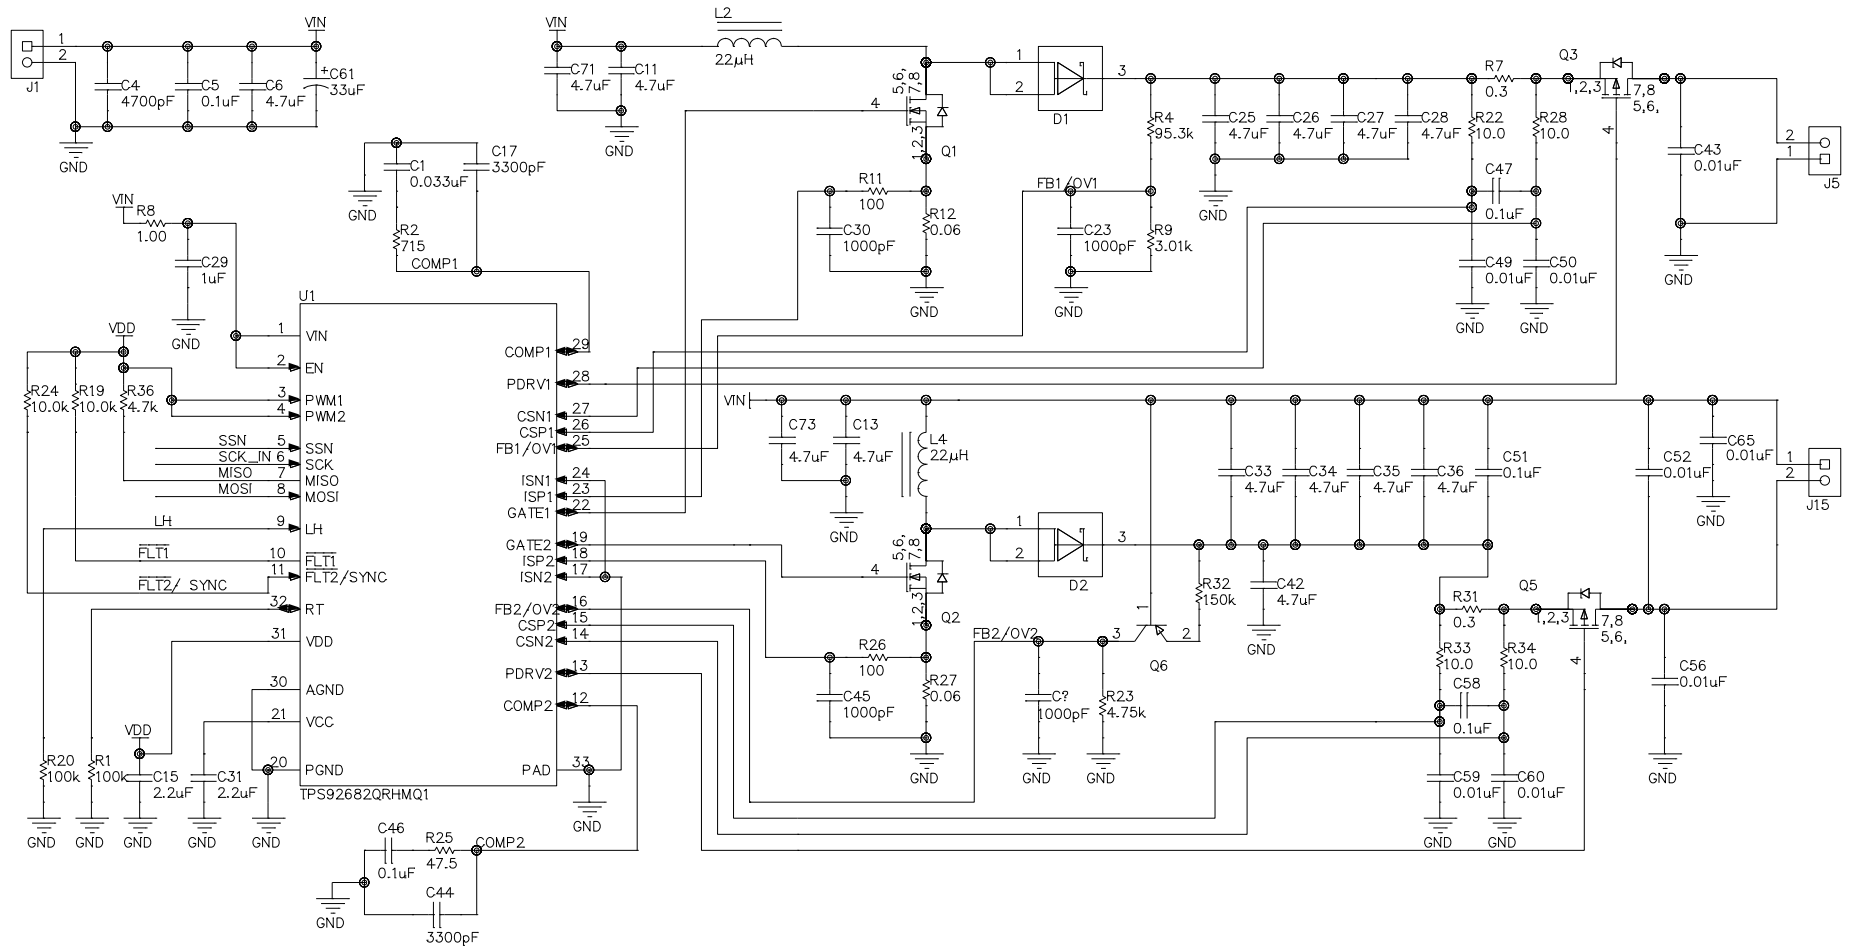 VIN
J1
1
2
C4
4700pF
C5
0.1uF
C6
4.7uF
+
C61
33uF
GND
VIN
C71
4.7uF
C11
4.7uF
GND
L2
22µH
5,6,
7,8
4
1,2,3
Q1
1
2
3
D1
R4
95.3k
C25
4.7uF
C26
4.7uF
C27
4.7uF
C28
4.7uF
GND
R7
0.3
R22
10.0
R28
10.0
Q3
1,2,3
7,8
5,6,
4
C43
0.01uF
GND
2
1
J5
GND
C1
0.033uF
C17
3300pF
R2
715
COMP1
R11
100
C30
1000pF
R12
0.06
GND
FB1/OV1
C23
1000pF
R9
3.01k
GND
C47
0.1uF
C49
0.01uF
C50
0.01uF
GND
GND
VIN
R8
1.00
C29
1uF
GND
VDD
R24
10.0k
R19
10.0k
R36
4.7k
SSN
SCK_IN
MISO
MOSI
LH
FLT1
FLT2/ SYNC
U1
1 VIN
2 EN
3 PWM1
4 PWM2
5 SSN
6 SCK
7 MISO
8 MOSI
9 LH
10 FLT1
11 FLT2/SYNC
32 RT
31 VDD
30 AGND
21 VCC
20 PGND
COMP1 29
PDRV1 28
CSN1 27
CSP1 26
FB1/OV1 25
ISN1 24
ISP1 23
GATE1 22
GATE2 19
ISP2 18
ISN2 17
FB2/OV2 16
CSP2 15
CSN2 14
PDRV2 13
COMP2 12
PAD 33
TPS92682QRHMQ1
R20
100k
R1
100k
VDD
C15
2.2uF
C31
2.2uF
GND
GND
GND
GND
GND
GND
C46
0.1uF
R25
47.5
COMP2
C44
3300pF
GND
VIN
C73
4.7uF
C13
4.7uF
GND
L4
22µH
5,6,
7,8
4
1,2,3
Q2
1
2
3
D2
R26
100
C45
1000pF
R27
0.06
GND
FB2/OV2
C?
1000pF
R23
4.75k
GND
GND
3
1
2
Q6
R32
150k
C42
4.7uF
GND
C33
4.7uF
C34
4.7uF
C35
4.7uF
C36
4.7uF
C51
0.1uF
C52
0.01uF
C65
0.01uF
GND
1
2
J15
R31
0.3
R33
10.0
R34
10.0
C58
0.1uF
C59
0.01uF
C60
0.01uF
GND
GND
Q5
1,2,3
7,8
5,6,
4
C56
0.01uF
GND